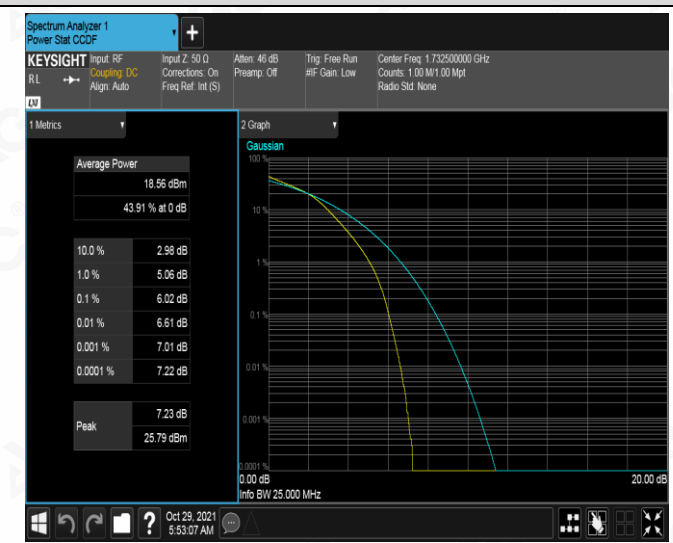 Spectrum Analyzer 1
Power Stat CCDF
+
KEYSIGHT
R L
LXI
Input: RF
Coupling: DC
Align: Auto
Input Z: 50 Ω
Corrections: On
Freq Ref: Int (S)
Atten: 46 dB
Preamp: Off
Trig: Free Run
#IF Gain: Low
Center Freq: 1.732500000 GHz
Counts: 1.00 M/1.00 Mpt
Radio Std: None
1 Metrics
Average Power
18.56 dBm
43.91 % at 0 dB
10.0 % 2.98 dB
1.0 % 5.06 dB
0.1 % 6.02 dB
0.01 % 6.61 dB
0.001 % 7.01 dB
0.0001 % 7.22 dB
Peak
7.23 dB
25.79 dBm
2 Graph
Gaussian
100 %
10 %
1 %
0.1 %
0.01 %
0.001 %
0.0001 %
0.00 dB 20.00 dB
Info BW 25.000 MHz
?
Oct 29, 2021
5:53:07 AM